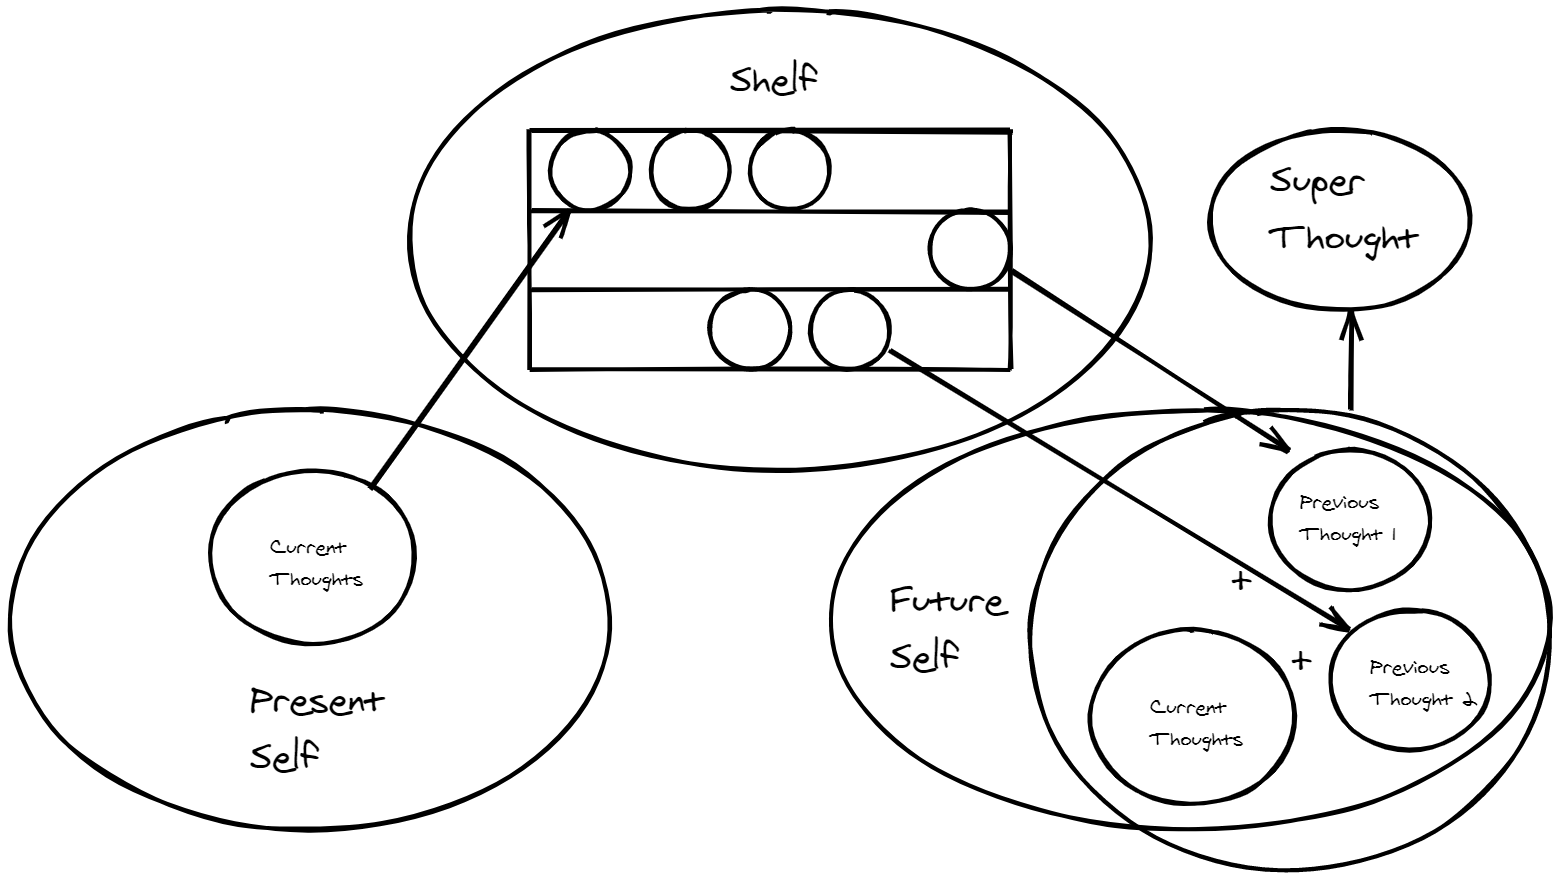 Shelf
Super
Thought
Previous
Thought 1
Current
Thoughts
+
Future
Self
+
Previous
Thought 2
Present
Self
Current
Thoughts